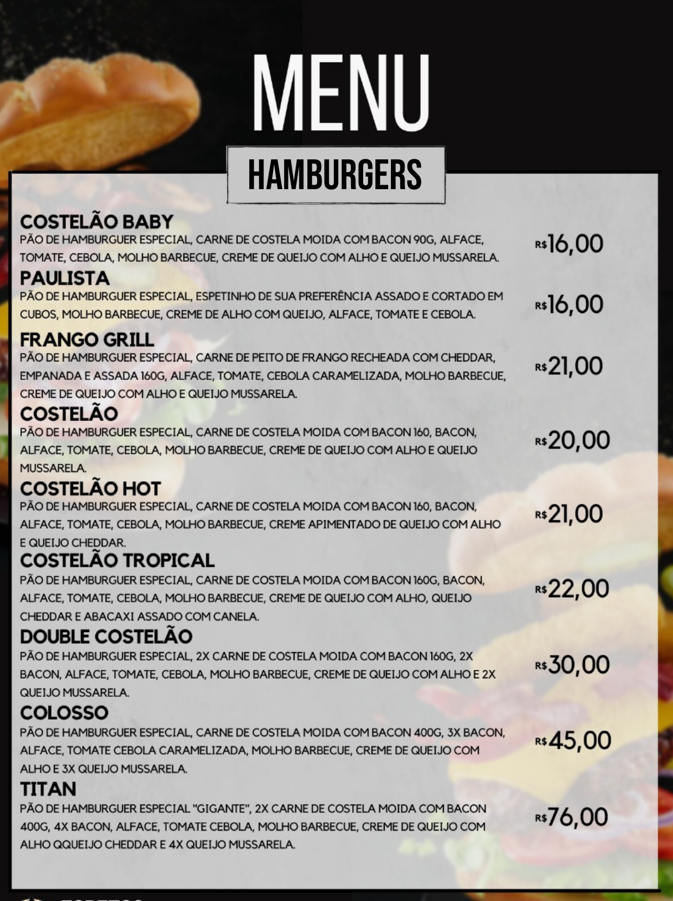 MENU
HAMBURGERS
COSTELÃO BABY
PÃO DE HAMBURGUER ESPECIAL, CARNE DE COSTELA MOIDA COM BACON 90G, ALFACE,
TOMATE, CEBOLA, MOLHO BARBECUE, CREME DE QUEIJO COM ALHO E QUEIJO MUSSARELA.
R$16,00
PAULISTA
PÃO DE HAMBURGUER ESPECIAL, ESPETINHO DE SUA PREFERÊNCIA ASSADO E CORTADO EM
CUBOS, MOLHO BARBECUE, CREME DE ALHO COM QUEIJO, ALFACE, TOMATE E CEBOLA.
R$16,00
FRANGO GRILL
PÃO DE HAMBURGUER ESPECIAL, CARNE DE PEITO DE FRANGO RECHEADA COM CHEDDAR,
EMPANADA E ASSADA 160G, ALFACE, TOMATE, CEBOLA CARAMELIZADA, MOLHO BARBECUE,
CREME DE QUEIJO COM ALHO E QUEIJO MUSSARELA.
R$21,00
COSTELÃO
PÃO DE HAMBURGUER ESPECIAL, CARNE DE COSTELA MOIDA COM BACON 160, BACON,
ALFACE, TOMATE, CEBOLA, MOLHO BARBECUE, CREME DE QUEIJO COM ALHO E QUEIJO
MUSSARELA.
R$20,00
COSTELÃO HOT
PÃO DE HAMBURGUER ESPECIAL, CARNE DE COSTELA MOIDA COM BACON 160, BACON,
ALFACE, TOMATE, CEBOLA, MOLHO BARBECUE, CREME APIMENTADO DE QUEIJO COM ALHO
E QUEIJO CHEDDAR.
R$21,00
COSTELÃO TROPICAL
PÃO DE HAMBURGUER ESPECIAL, CARNE DE COSTELA MOIDA COM BACON 160G, BACON,
ALFACE, TOMATE, CEBOLA, MOLHO BARBECUE, CREME DE QUEIJO COM ALHO, QUEIJO
CHEDDAR E ABACAXI ASSADO COM CANELA.
R$22,00
DOUBLE COSTELÃO
PÃO DE HAMBURGUER ESPECIAL, 2X CARNE DE COSTELA MOIDA COM BACON 160G, 2X
BACON, ALFACE, TOMATE, CEBOLA, MOLHO BARBECUE, CREME DE QUEIJO COM ALHO E 2X
QUEIJO MUSSARELA.
R$30,00
COLOSSO
PÃO DE HAMBURGUER ESPECIAL, CARNE DE COSTELA MOIDA COM BACON 400G, 3X BACON,
ALFACE, TOMATE CEBOLA CARAMELIZADA, MOLHO BARBECUE, CREME DE QUEIJO COM
ALHO E 3X QUEIJO MUSSARELA.
R$45,00
TITAN
PÃO DE HAMBURGUER ESPECIAL "GIGANTE", 2X CARNE DE COSTELA MOIDA COM BACON
400G, 4X BACON, ALFACE, TOMATE CEBOLA, MOLHO BARBECUE, CREME DE QUEIJO COM
ALHO QQUEIJO CHEDDAR E 4X QUEIJO MUSSARELA.
R$76,00